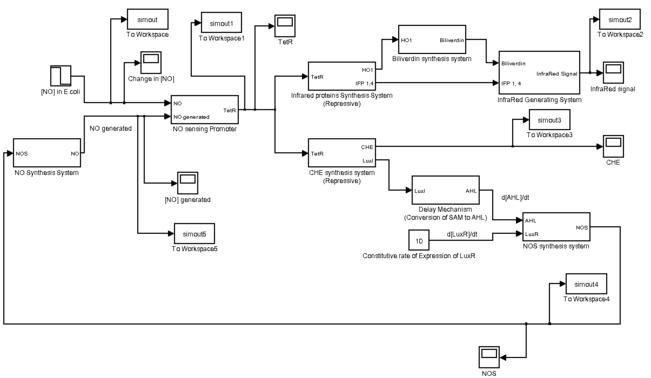 simout
To Workspace
simout1
To Workspace1
TetR
simout2
To Workspace2
[NO] in E coli
Change in [NO]
NO
NO generated
TetR
NO sensing Promoter
TetR
HO1
IFP 1,4
Infrared proteins Synthesis System
(Repressive)
HO1
Biliverdin
Biliverdin synthesis system
Biliverdin
IFP 1, 4
InfraRed Signal
InfraRed Generating System
InfraRed signal
NO generated
NOS
NO
NO Synthesis System
[NO] generated
simout5
To Workspace5
TetR
CHE
LuxI
CHE synthesis system
(Repressive)
simout3
To Workspace3
CHE
LuxI
AHL
Delay Mechanism
(Conversion of SAM to AHL)
d[AHL]/dt
10
d[LuxR]/dt
Constitutive rate of Expression of LuxR
AHL
LuxR
NOS
NOS synthesis system
simout4
To Workspace4
NOS